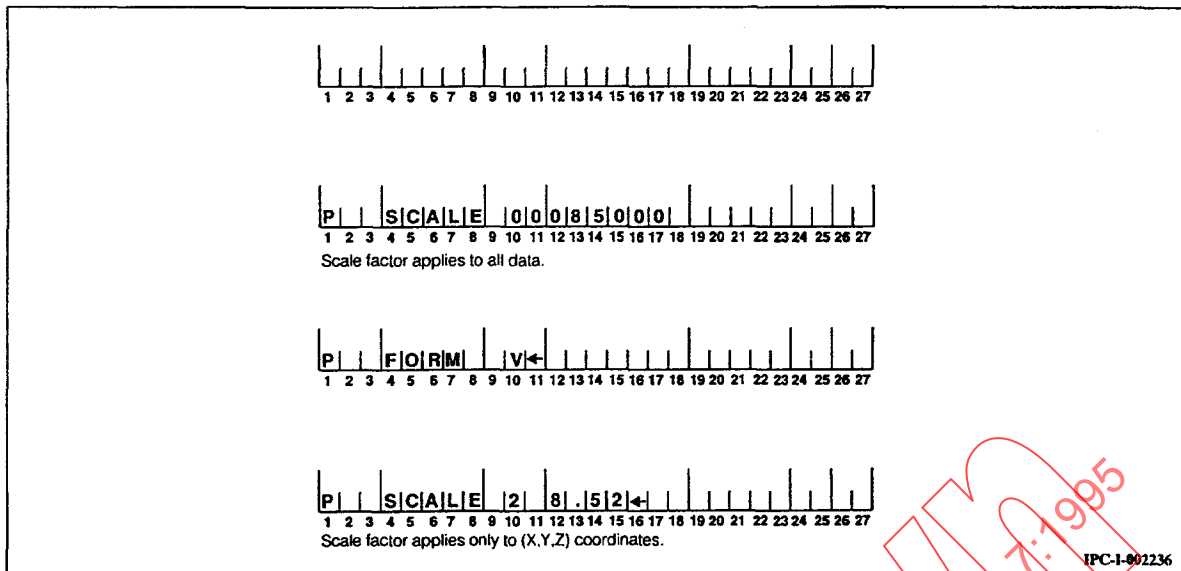 1 2 3 4 5 6 7 8 9 10 11 12 13 14 15 16 17 18 19 20 21 22 23 24 25 26 27
P SCALE 00085000
1 2 3 4 5 6 7 8 9 10 11 12 13 14 15 16 17 18 19 20 21 22 23 24 25 26 27
Scale factor applies to all data.
P FORM V←
1 2 3 4 5 6 7 8 9 10 11 12 13 14 15 16 17 18 19 20 21 22 23 24 25 26 27
P SCALE 2 8.52←
1 2 3 4 5 6 7 8 9 10 11 12 13 14 15 16 17 18 19 20 21 22 23 24 25 26 27
Scale factor applies only to (X,Y,Z) coordinates.
7:1995
IPC-I-002236